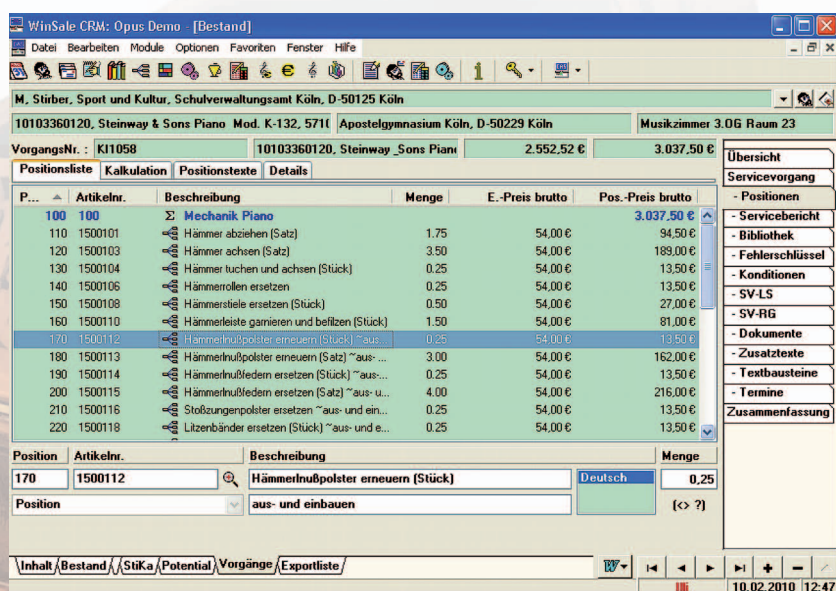 WinSale CRM: Opus Demo - [Bestand]
Datei Bearbeiten Module Optionen Favoriten Fenster Hilfe
M, Stirber, Sport und Kultur, Schulverwaltungsamt Köln, D-50125 Köln
10103360120, Steinway & Sons Piano Mod. K-132, 571( Apostelgymnasium Köln, D-50229 Köln Musikzimmer 3.OG Raum 23
VorgangsNr. : KI1058 10103360120, Steinway _Sons Pian 2.552,52 € 3.037,50 €
Positionsliste Kalkulation Positionstexte Details
P... Artikelnr. Beschreibung Menge E.-Preis brutto Pos.-Preis brutto
100 100 Σ Mechanik Piano 3.037,50 €
110 1500101 Hämmer abziehen (Satz) 1.75 54,00 € 94,50 €
120 1500103 Hämmer achsen (Satz) 3.50 54,00 € 189,00 €
130 1500104 Hämmer tuchen und achsen (Stück) 0.25 54,00 € 13,50 €
140 1500106 Hämmerrollen ersetzen 0.25 54,00 € 13,50 €
150 1500108 Hämmerstiele ersetzen (Stück) 0.50 54,00 € 27,00 €
160 1500110 Hämmerleiste garnieren und befilzen (Stück) 1.50 54,00 € 81,00 €
170 1500112 Hämmerlnußpolster erneuern (Stück) ~aus... 0.25 54,00 € 13,50 €
180 1500113 Hämmerlnußpolster erneuern (Satz) ~aus- ... 3.00 54,00 € 162,00 €
190 1500114 Hämmerlnußfedern ersetzen (Stück) ~aus-... 0.25 54,00 € 13,50 €
200 1500115 Hämmerlnußfedern ersetzen (Satz) ~aus- u... 4.00 54,00 € 216,00 €
210 1500116 Stoßzungenpolster ersetzen ~aus- und ein... 0.25 54,00 € 13,50 €
220 1500118 Litzenbänder ersetzen (Stück) ~aus- und e... 0.25 54,00 € 13,50 €
Übersicht
Servicevorgang
- Positionen
- Servicebericht
- Bibliothek
- Fehlerschlüssel
- Konditionen
- SV-LS
- SV-RG
- Dokumente
- Zusatztexte
- Textbausteine
- Termine
Zusammenfassung
Position Artikelnr. Beschreibung Menge
170 1500112 Hämmerlnußpolster erneuern (Stück) Deutsch 0,25
Position aus- und einbauen (<> ?)
Inhalt Bestand StiKa Potential Vorgänge Exportliste
Ulli 10.02.2010 12:47